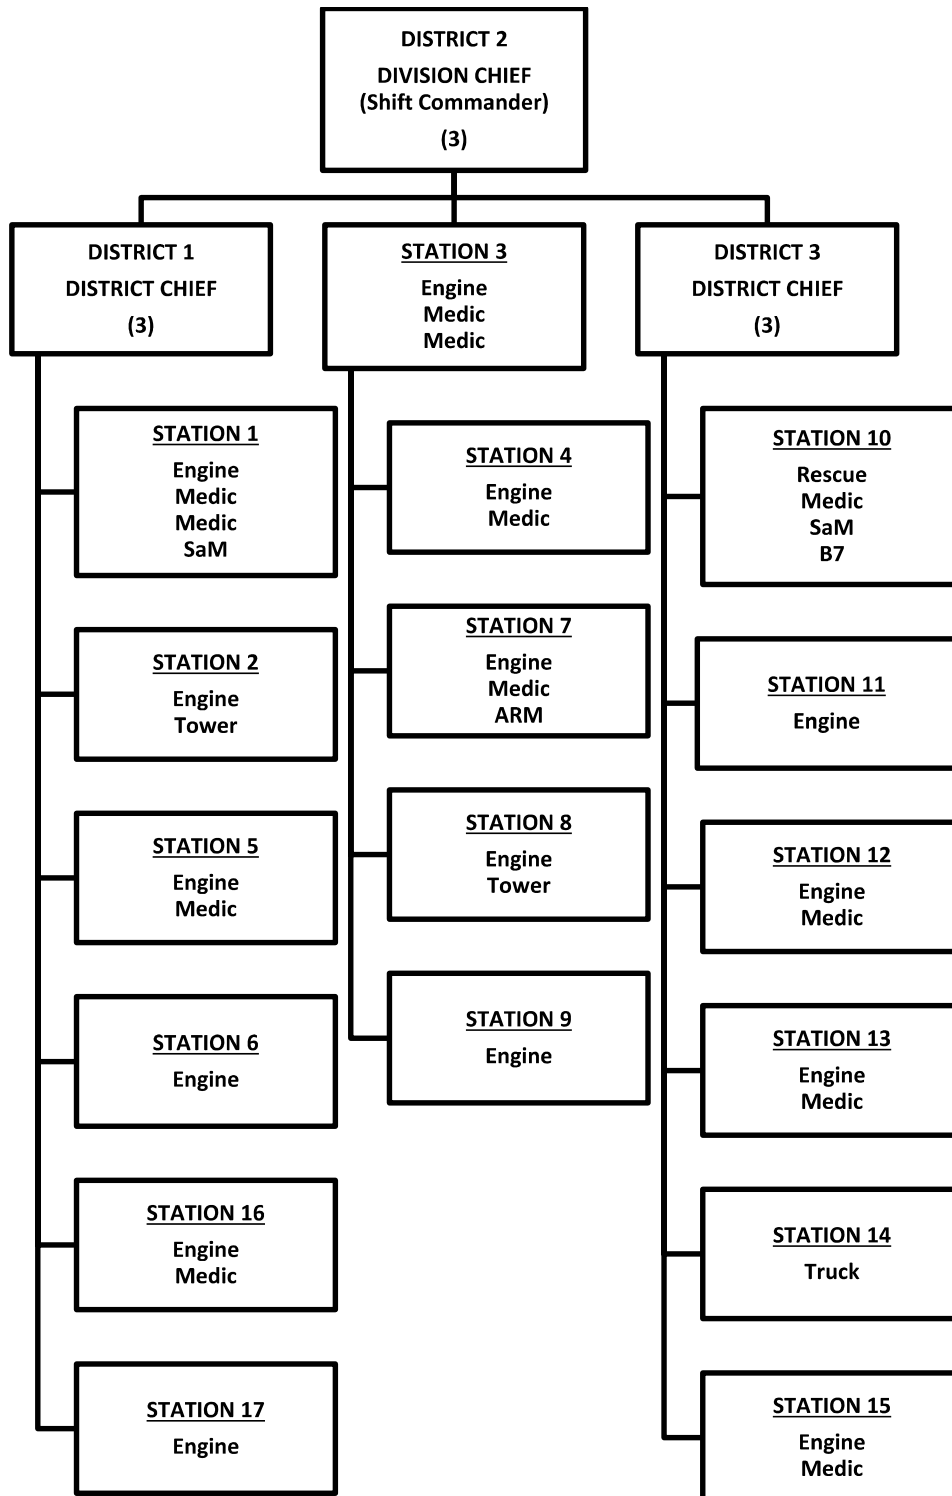 DISTRICT 2
DIVISION CHIEF
(Shift Commander)
(3)
DISTRICT 1
DISTRICT CHIEF
(3)
STATION 3
Engine
Medic
Medic
DISTRICT 3
DISTRICT CHIEF
(3)
STATION 1
Engine
Medic
Medic
SaM
STATION 2
Engine
Tower
STATION 5
Engine
Medic
STATION 6
Engine
STATION 16
Engine
Medic
STATION 17
Engine
STATION 4
Engine
Medic
STATION 7
Engine
Medic
ARM
STATION 8
Engine
Tower
STATION 9
Engine
STATION 10
Rescue
Medic
SaM
B7
STATION 11
Engine
STATION 12
Engine
Medic
STATION 13
Engine
Medic
STATION 14
Truck
STATION 15
Engine
Medic